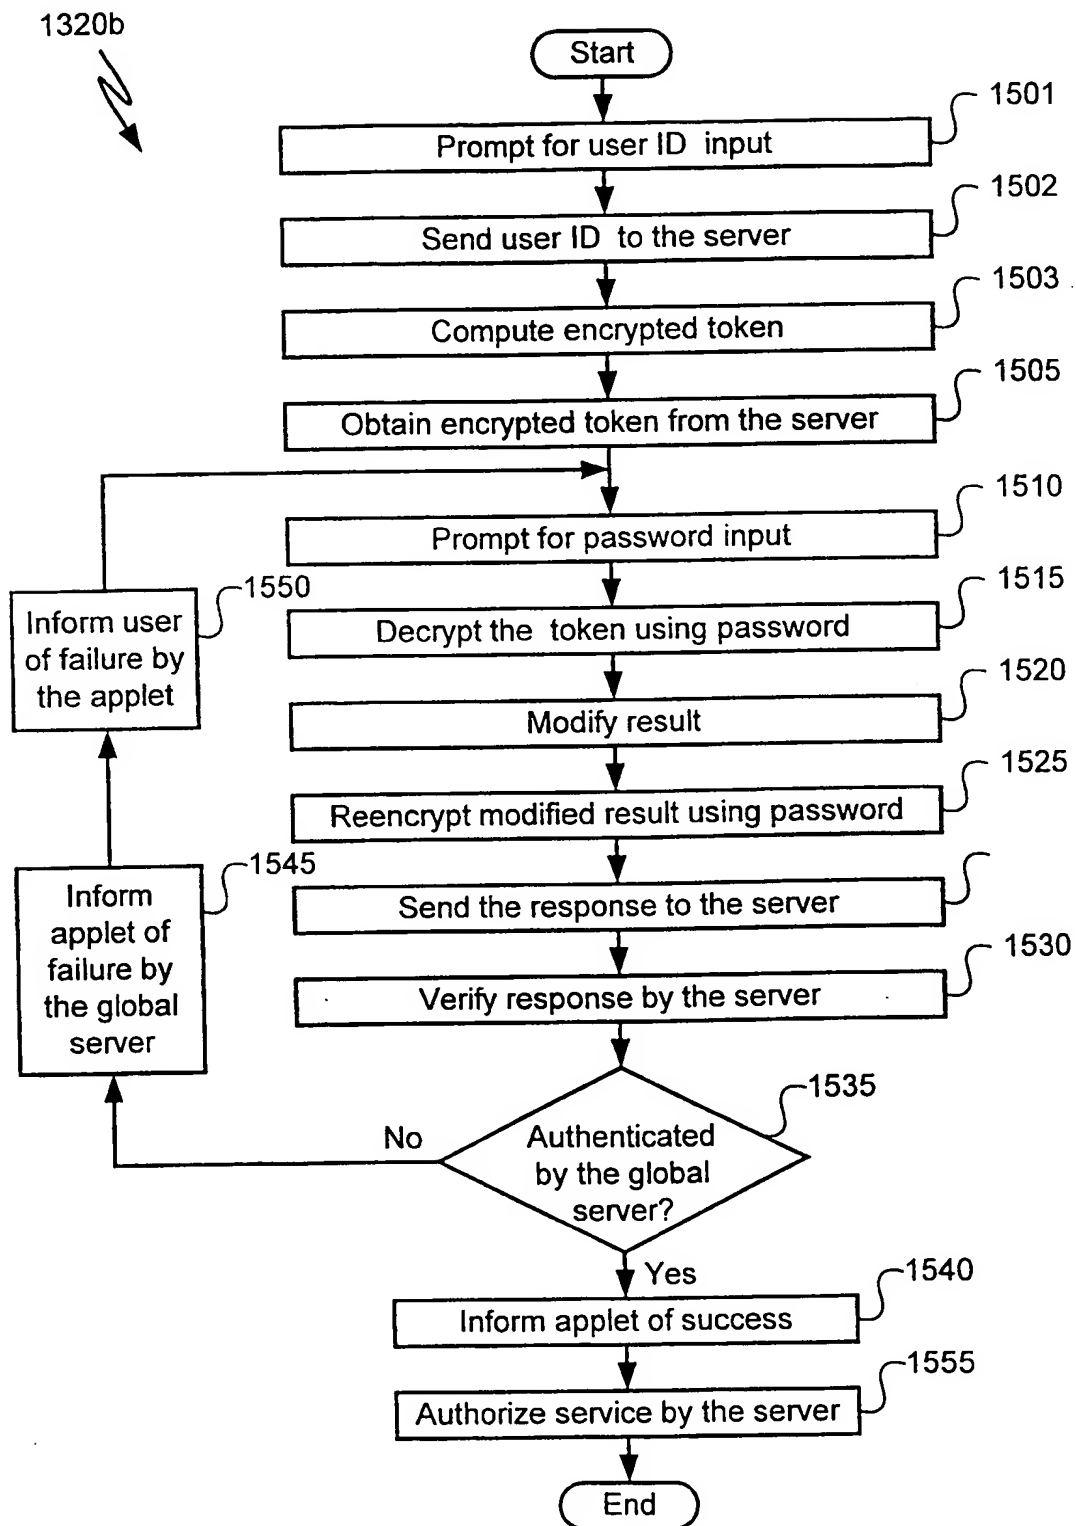 1320b
Start
1501
Prompt for user ID input
1502
Send user ID to the server
1503
Compute encrypted token
1505
Obtain encrypted token from the server
1510
Prompt for password input
1515
Decrypt the token using password
1520
Modify result
1525
Reencrypt modified result using password
Send the response to the server
1530
Verify response by the server
1535
Authenticated
by the global
server?
No
1545
Inform
applet of
failure by
the global
server
1550
Inform user
of failure by
the applet
Yes
1540
Inform applet of success
1555
Authorize service by the server
End